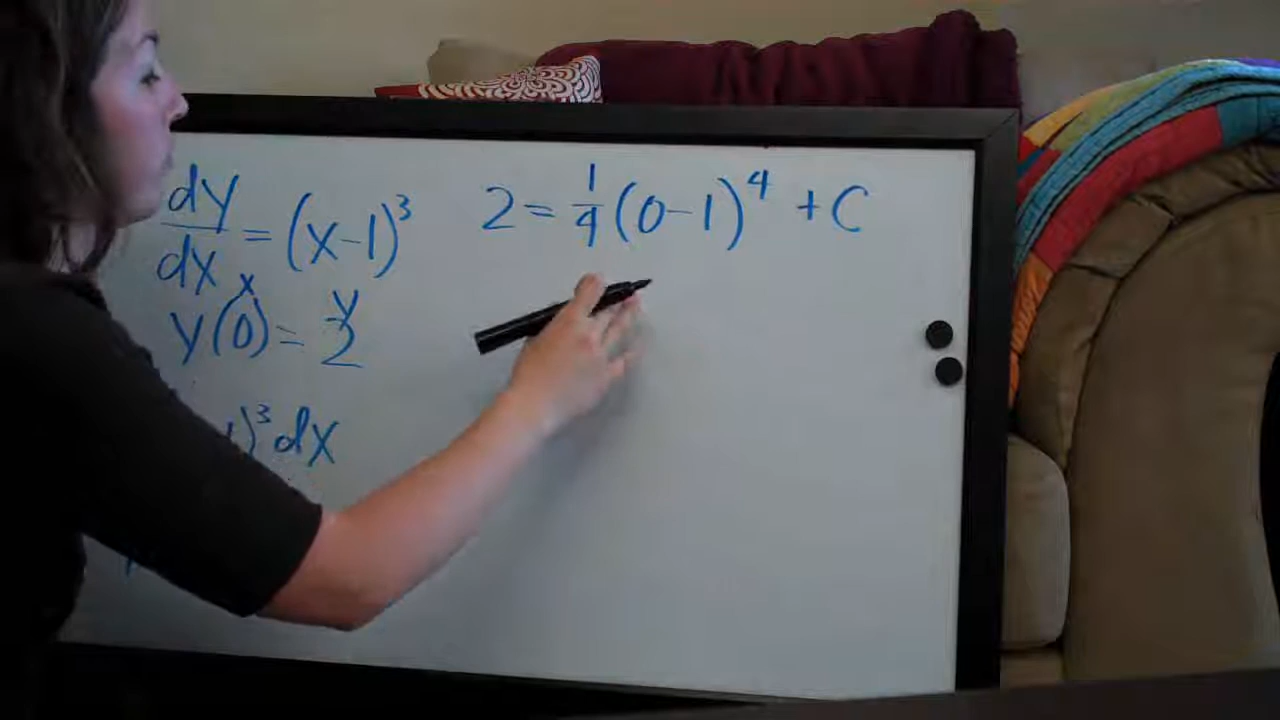 dy/dx = (x-1)³
x y
y(0) = 2
)³ dx
2 = 1/4 (0-1)⁴ + C